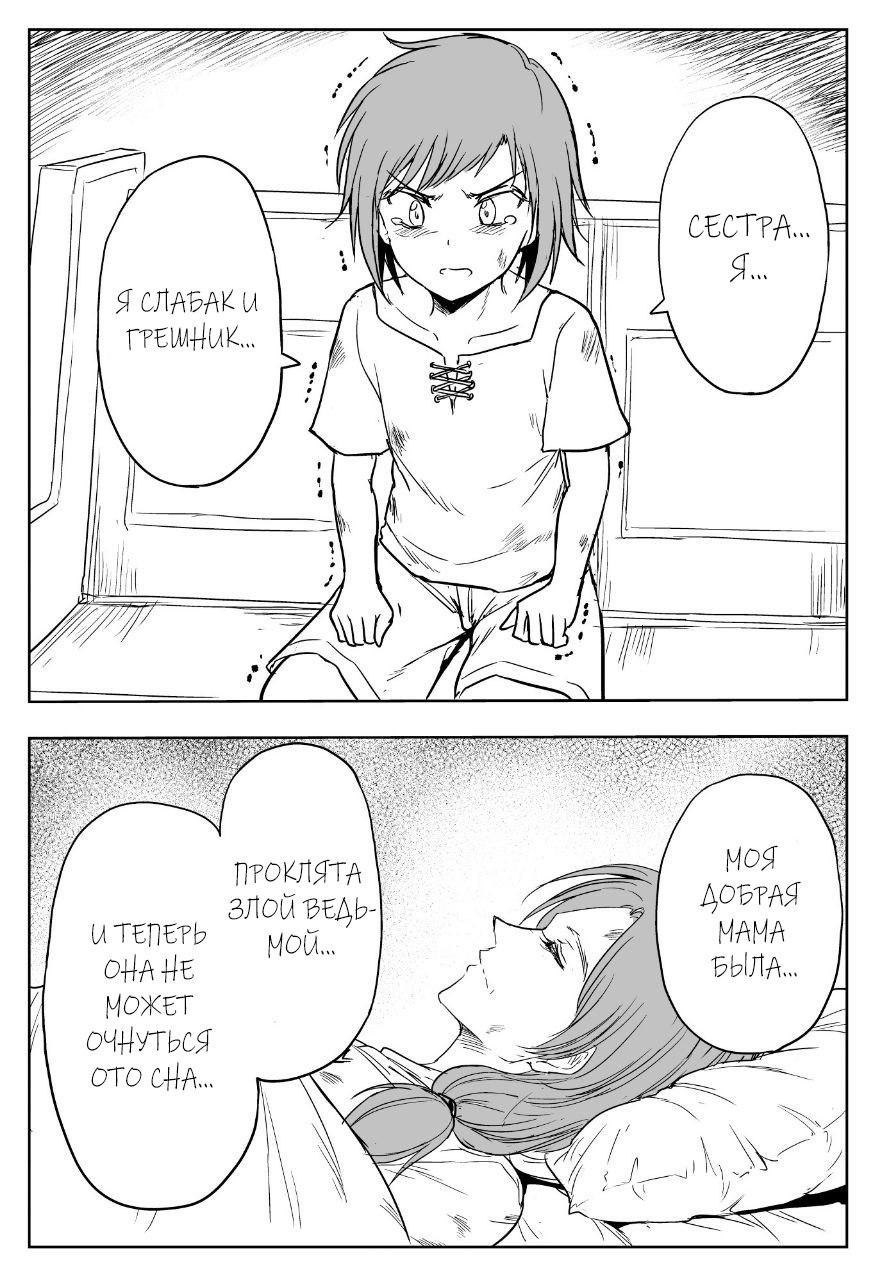 СЕСТРА...
Я...
Я СЛАБАК И
ГРЕШНИК...
МОЯ
ДОБРАЯ
МАМА
БЫЛА...
ПРОКЛЯТА
ЗЛОЙ ВЕДЬ-
МОЙ...
И ТЕПЕРЬ
ОНА НЕ
МОЖЕТ
ОЧНУТЬСЯ
ОТО СНА...